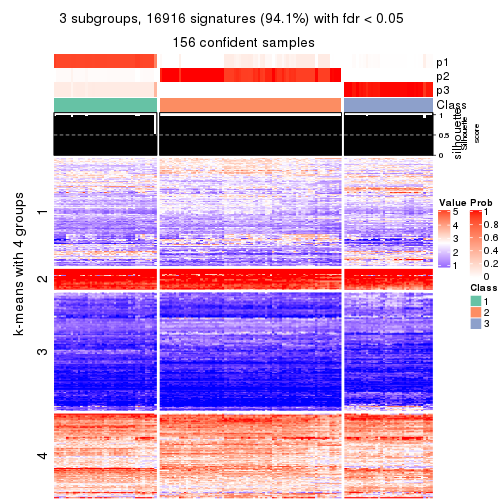 3 subgroups, 16916 signatures (94.1%) with fdr < 0.05
156 confident samples
p1
p2
p3
Class
1
0.5
0
silhouette
Silhouette
score
k-means with 4 groups
1
2
3
4
Value
5
4
3
2
1
Prob
1
0.8
0.6
0.4
0.2
0
Class
1
2
3